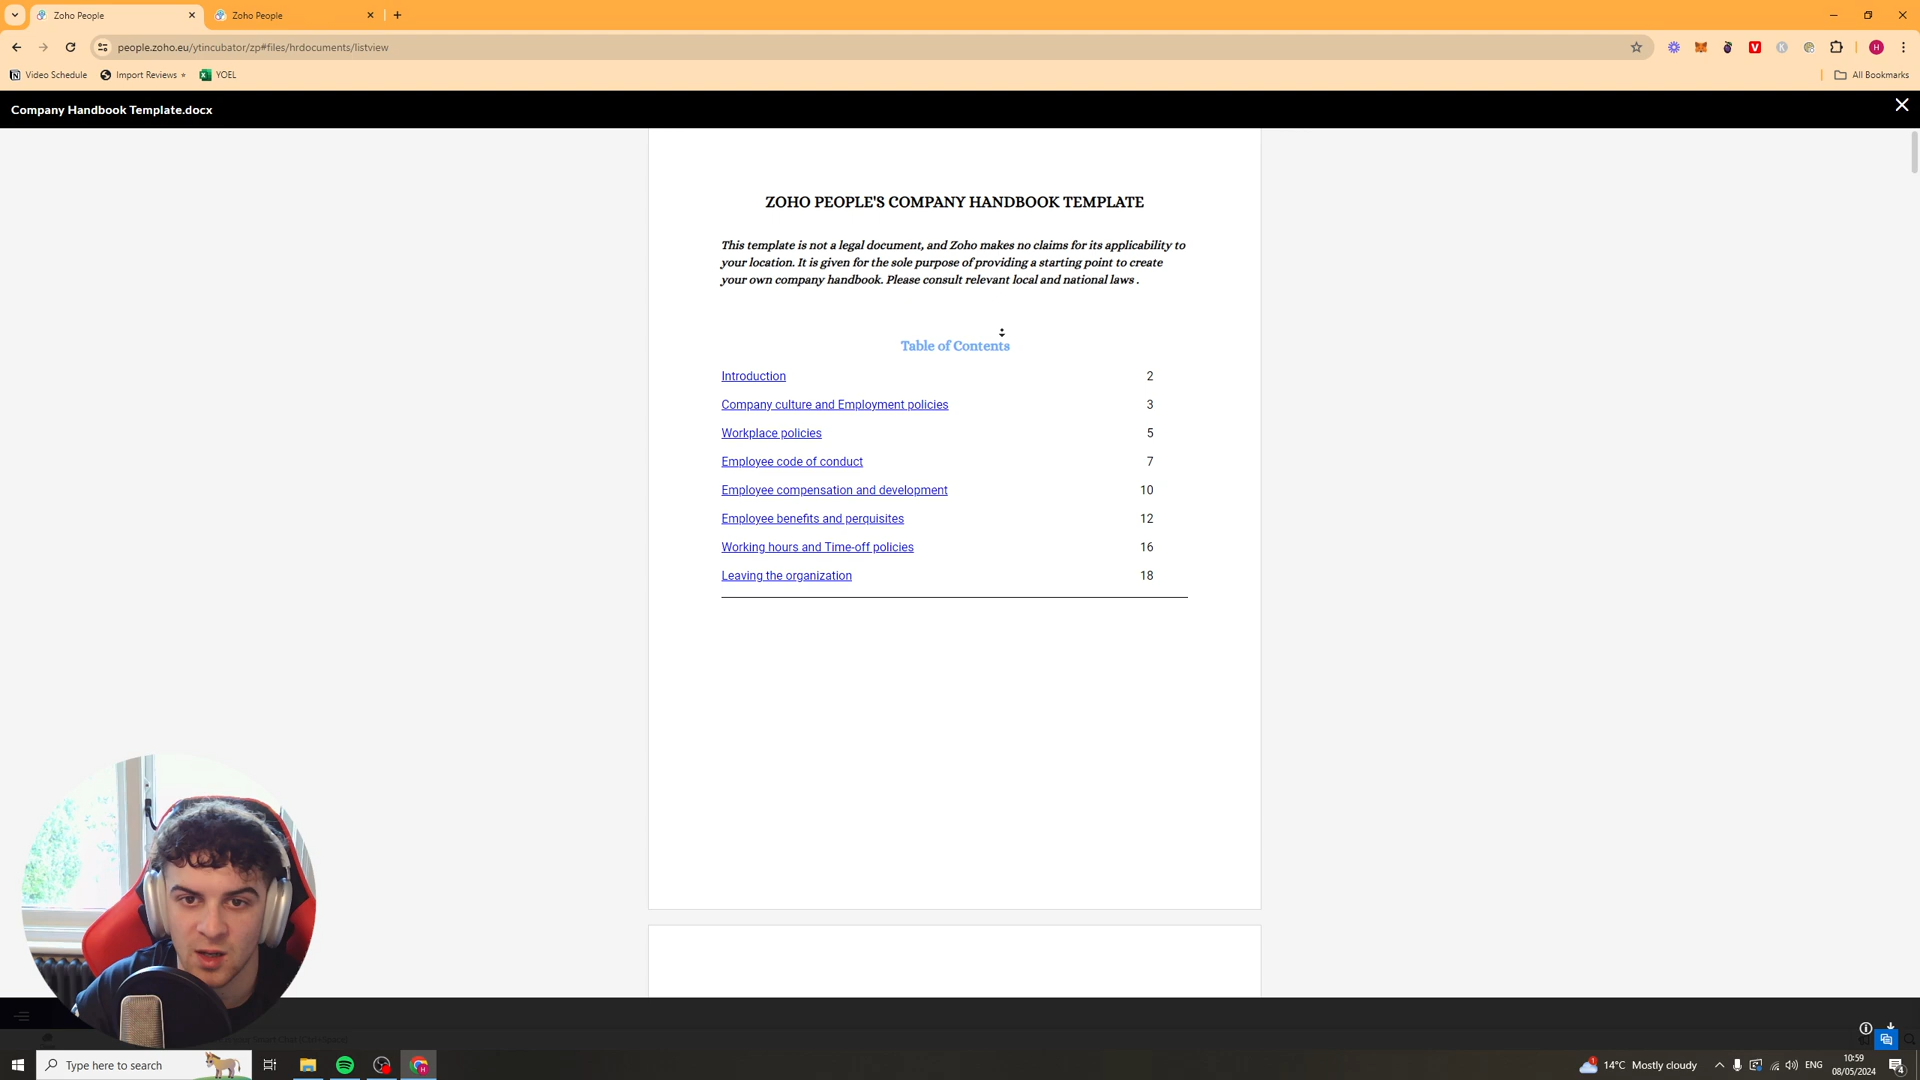 Zoho People
Zoho People
people.zoho.eu/ytincubator/zp#files/hrdocuments/listview
Video Schedule
Import Reviews
YOEL
All Bookmarks
Company Handbook Template.docx
ZOHO PEOPLE'S COMPANY HANDBOOK TEMPLATE
This template is not a legal document, and Zoho makes no claims for its applicability to
your location. It is given for the sole purpose of providing a starting point to create
your own company handbook. Please consult relevant local and national laws .
Table of Contents
Introduction 2
Company culture and Employment policies 3
Workplace policies 5
Employee code of conduct 7
Employee compensation and development 10
Employee benefits and perquisites 12
Working hours and Time-off policies 16
Leaving the organization 18
Type here to search
14°C Mostly cloudy
ENG
10:59
08/05/2024